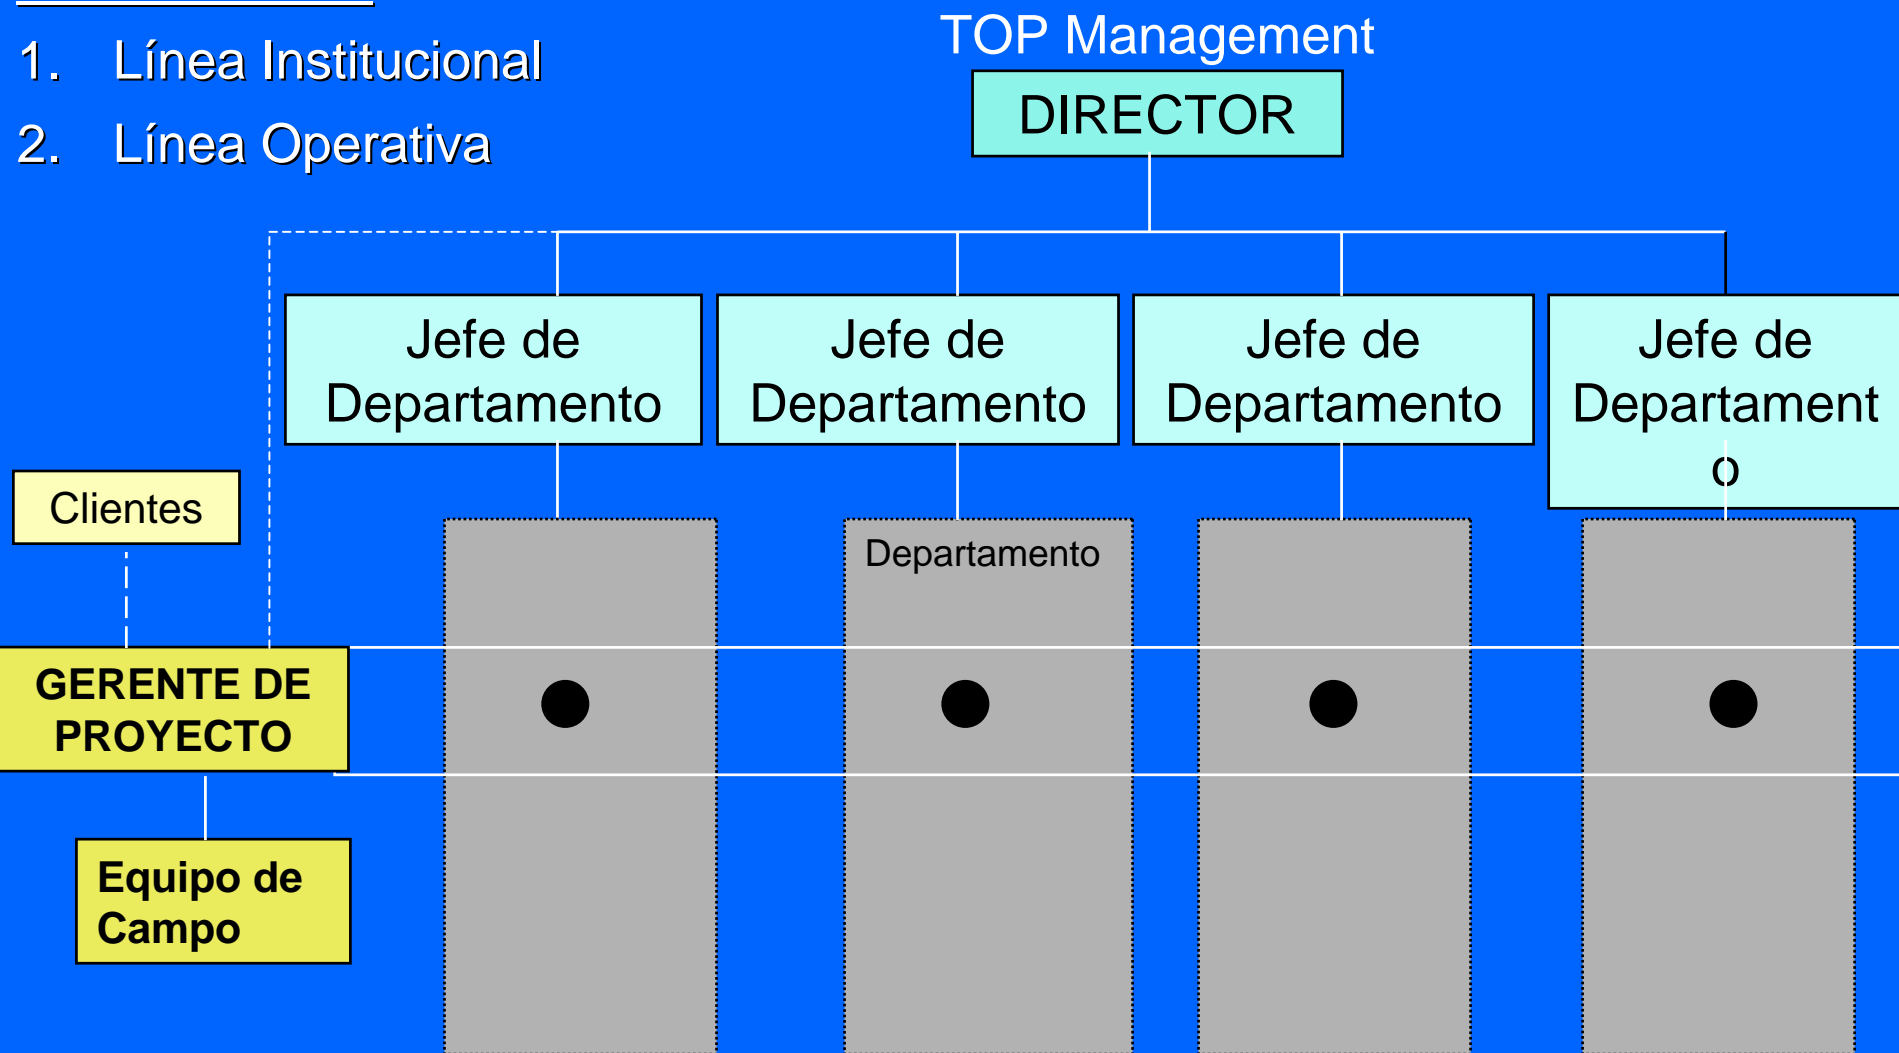 1. Línea Institucional
2. Línea Operativa
TOP Management
DIRECTOR
Jefe de
Departamento
Jefe de
Departamento
Jefe de
Departamento
Jefe de
Departament
o
Clientes
Departamento
GERENTE DE
PROYECTO
Equipo de
Campo